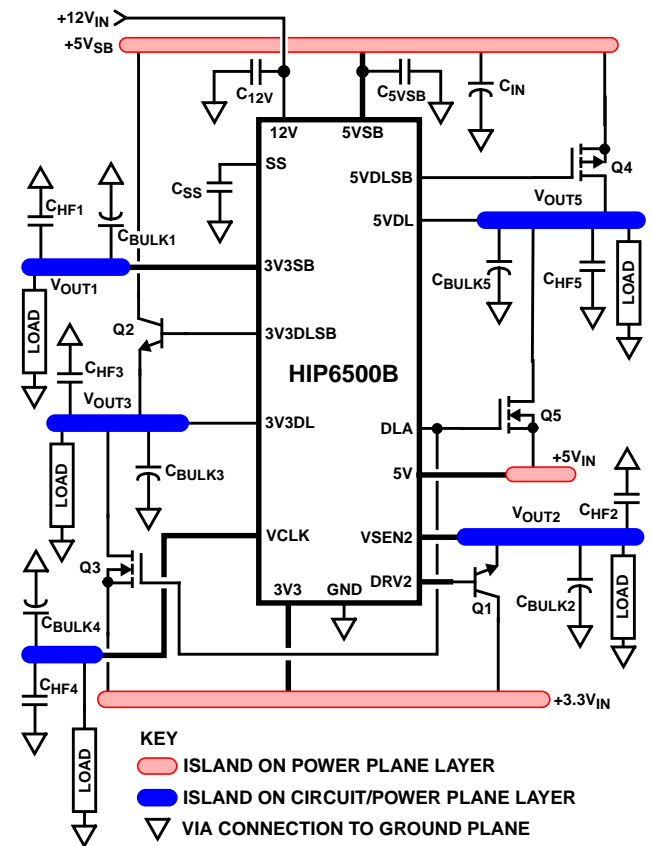 +12VIN
+5VSB
C12V
C5VSB
CIN
12V
5VSB
SS
CSS
5VDLSB
Q4
VOUT5
5VDL
CHF1
CBULK1
3V3SB
VOUT1
LOAD
CBULK5
CHF5
LOAD
Q2
3V3DLSB
HIP6500B
CHF3
VOUT3
3V3DL
DLA
Q5
+5VIN
5V
LOAD
CBULK3
VCLK
VSEN2
VOUT2
CHF2
Q3
3V3
GND
DRV2
Q1
CBULK2
LOAD
CBULK4
CHF4
LOAD
+3.3VIN
KEY
ISLAND ON POWER PLANE LAYER
ISLAND ON CIRCUIT/POWER PLANE LAYER
VIA CONNECTION TO GROUND PLANE